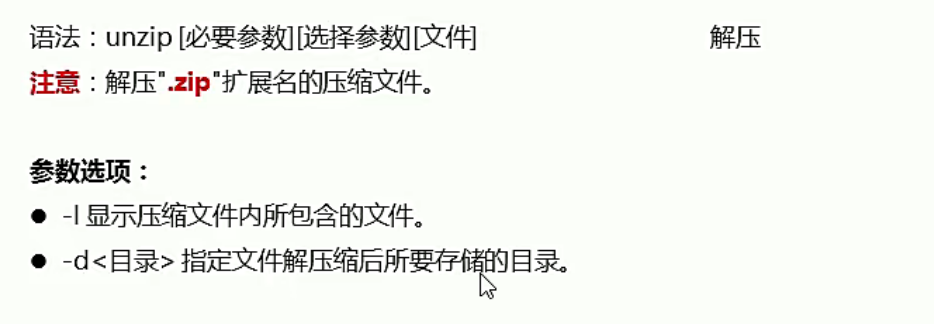 语法：unzip [必要参数][选择参数][文件] 解压
注意：解压".zip"扩展名的压缩文件。
参数选项：
● -l 显示压缩文件内所包含的文件。
● -d<目录> 指定文件解压缩后所要存储的目录。